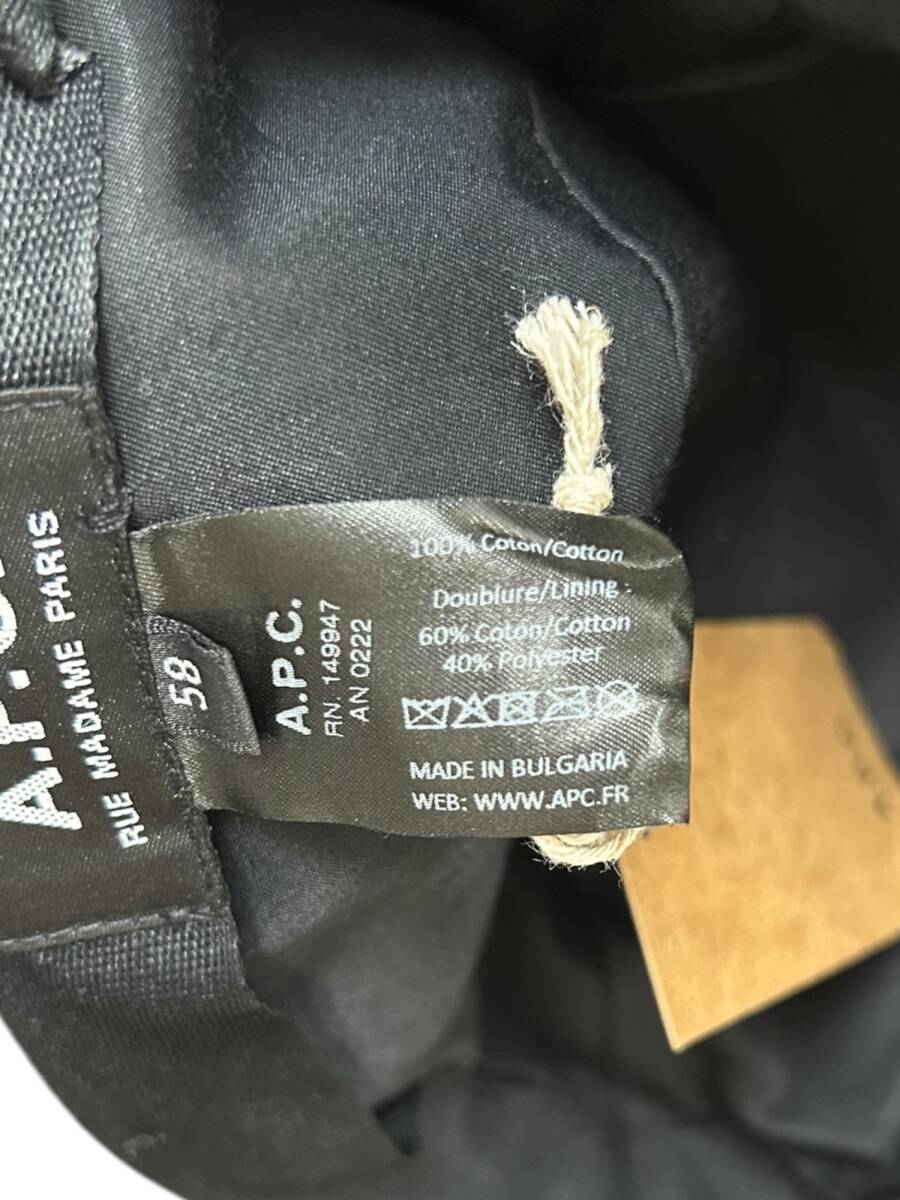 RUE MADAME PARIS
58
A.P.C.
RN. 149947
AN 0222
100% Coton/Cotton
Doublure/Lining :
60% Coton/Cotton
40% Polyester
MADE IN BULGARIA
WEB: WWW.APC.FR